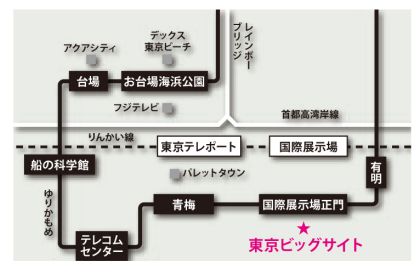 レインボーブリッジ
デックス
東京ビーチ
アクアシティ
台場
お台場海浜公園
フジテレビ
首都高湾岸線
りんかい線
東京テレポート
国際展示場
船の科学館
有明
パレットタウン
ゆりかもめ
青梅
国際展示場正門
テレコム
センター
東京ビッグサイト